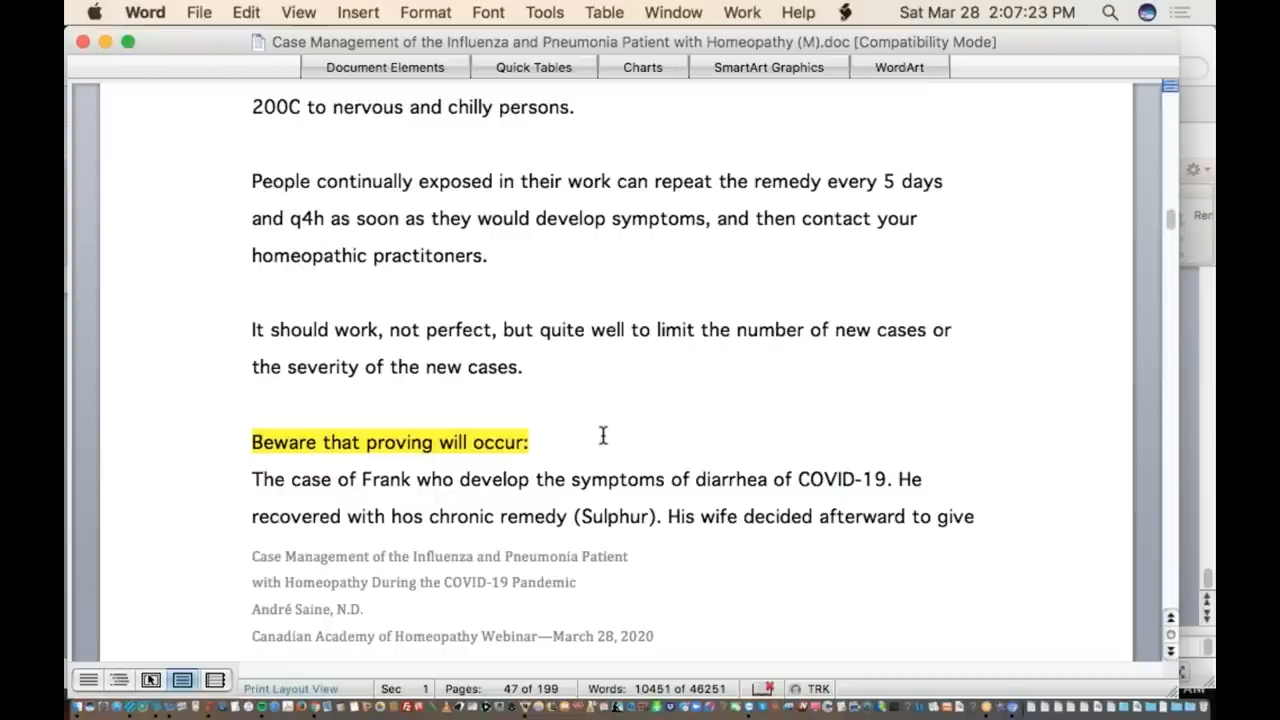 Word File Edit View Insert Format Font Tools Table Window Work Help Sat Mar 28 2:07:23 PM
Case Management of the Influenza and Pneumonia Patient with Homeopathy (M).doc [Compatibility Mode]
Document Elements Quick Tables Charts SmartArt Graphics WordArt
200C to nervous and chilly persons.
People continually exposed in their work can repeat the remedy every 5 days
and q4h as soon as they would develop symptoms, and then contact your
homeopathic practitoners.
It should work, not perfect, but quite well to limit the number of new cases or
the severity of the new cases.
Beware that proving will occur:
The case of Frank who develop the symptoms of diarrhea of COVID-19. He
recovered with hos chronic remedy (Sulphur). His wife decided afterward to give
Case Management of the Influenza and Pneumonia Patient
with Homeopathy During the COVID-19 Pandemic
André Saine, N.D.
Canadian Academy of Homeopathy Webinar—March 28, 2020
Print Layout View Sec 1 Pages: 47 of 199 Words: 10451 of 46251 TRK